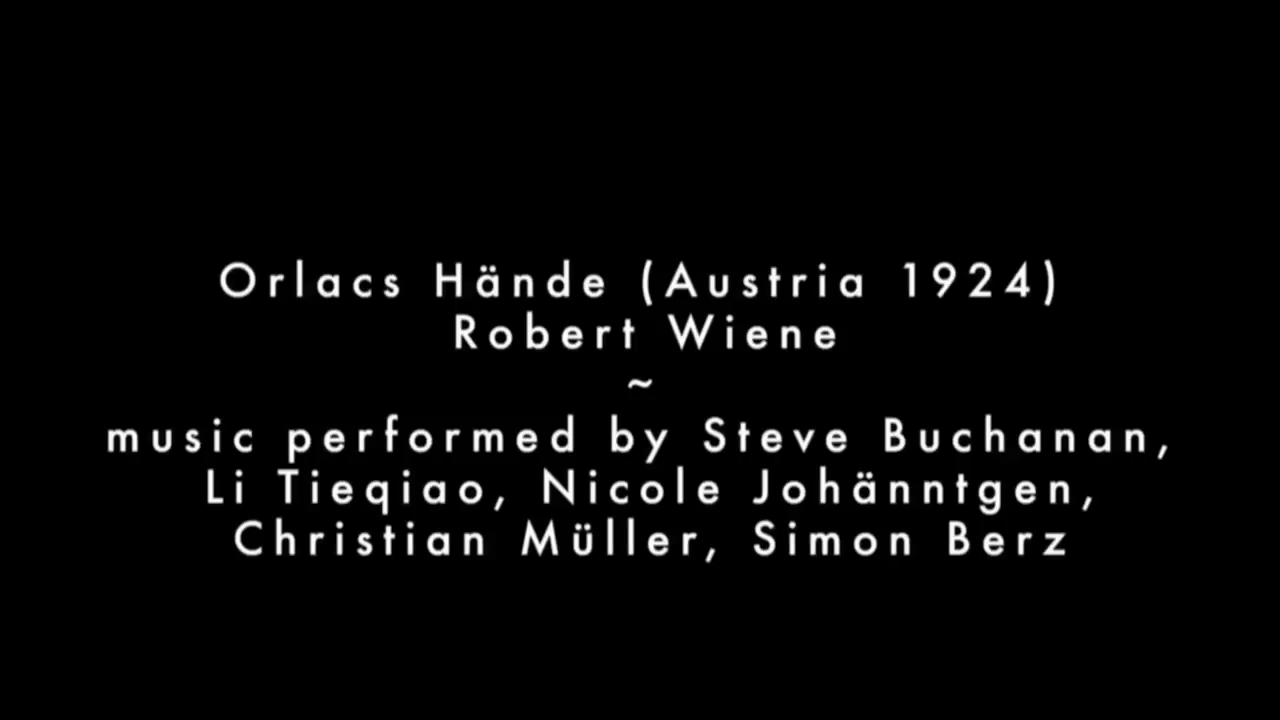 Orlacs Hände (Austria 1924)
Robert Wiene
~
music performed by Steve Buchanan,
Li Tieqiao, Nicole Johänntgen,
Christian Müller, Simon Berz